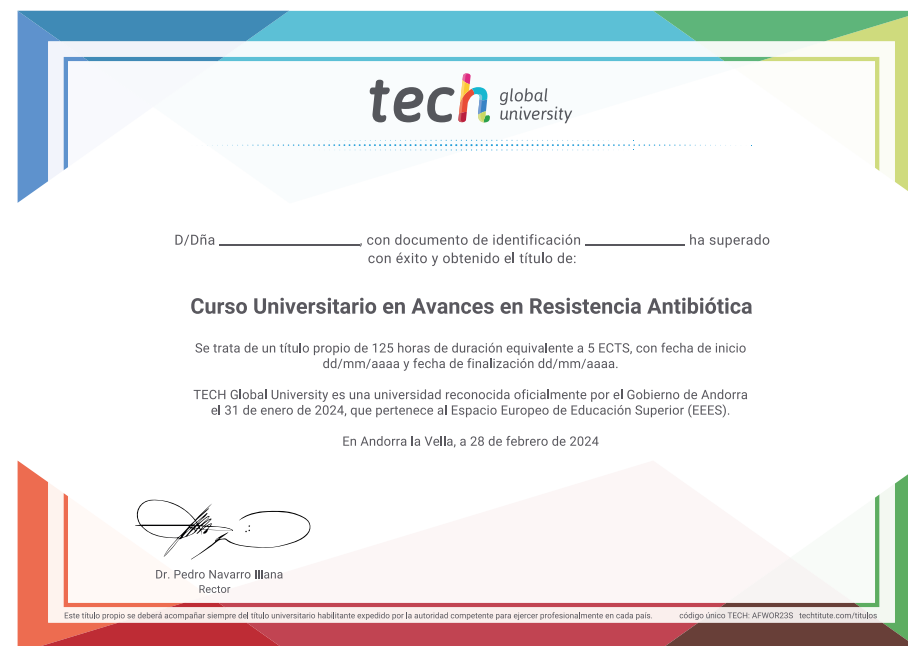 tech global
university
D/Dña ____________________, con documento de identificación ______________ ha superado
con éxito y obtenido el título de:
Curso Universitario en Avances en Resistencia Antibiótica
Se trata de un título propio de 125 horas de duración equivalente a 5 ECTS, con fecha de inicio
dd/mm/aaaa y fecha de finalización dd/mm/aaaa.
TECH Global University es una universidad reconocida oficialmente por el Gobierno de Andorra
el 31 de enero de 2024, que pertenece al Espacio Europeo de Educación Superior (EEES).
En Andorra la Vella, a 28 de febrero de 2024
Dr. Pedro Navarro Illana
Rector
Este título propio se deberá acompañar siempre del título universitario habilitante expedido por la autoridad competente para ejercer profesionalmente en cada país. código único TECH: AFWOR23S techtitute.com/títulos